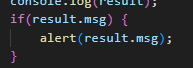 console.log(result);
if(result.msg) {
    alert(result.msg);
}